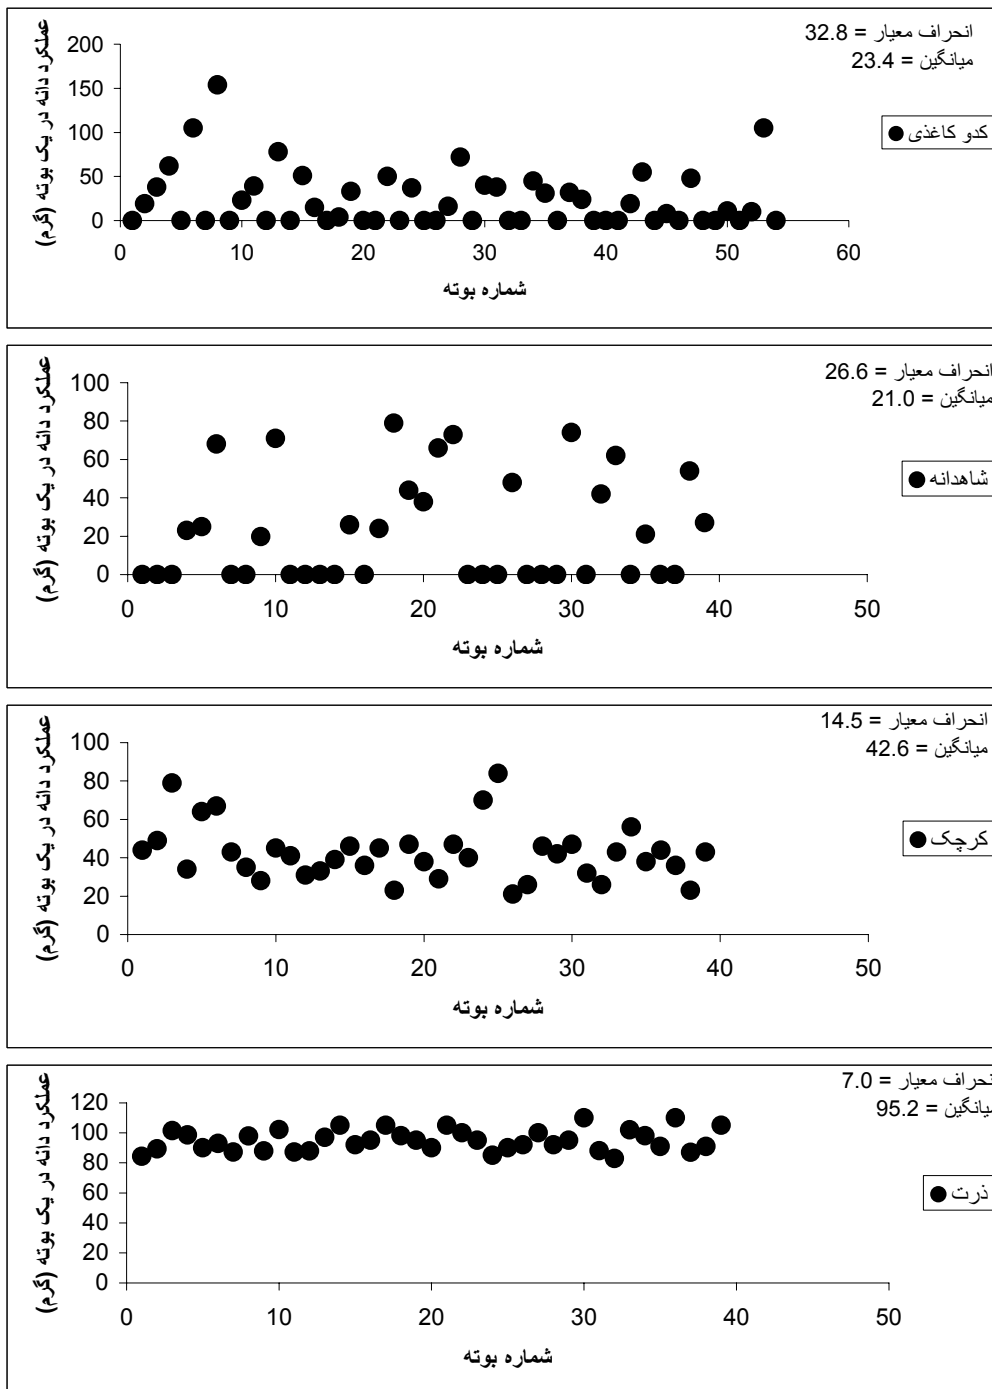 انحراف معیار = 32.8
میانگین = 23.4
عملکرد دانه در یک بوته (گرم)
200
150
100
50
0
0 10 20 30 40 50 60
شماره بوته
کدو کاغذی
انحراف معیار = 26.6
میانگین = 21.0
عملکرد دانه در یک بوته (گرم)
100
80
60
40
20
0
0 10 20 30 40 50
شماره بوته
شاهدانه
انحراف معیار = 14.5
میانگین = 42.6
عملکرد دانه در یک بوته (گرم)
100
80
60
40
20
0
0 10 20 30 40 50
شماره بوته
کرچک
نحراف معیار = 7.0
میانگین = 95.2
عملکرد دانه در یک بوته (گرم)
120
100
80
60
40
20
0
0 10 20 30 40 50
شماره بوته
ذرت